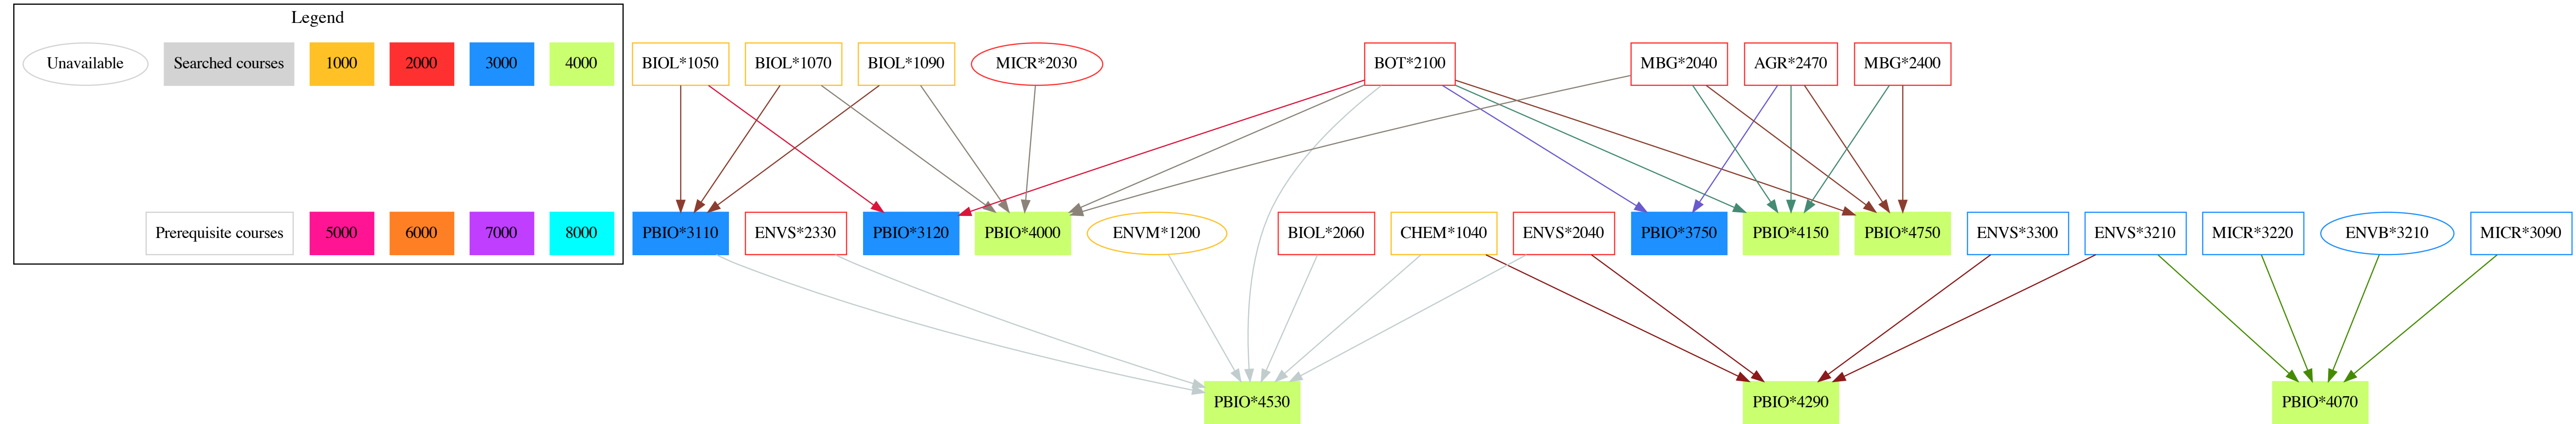 Legend
Unavailable
Searched courses
1000
2000
3000
4000
BIOL*1050
BIOL*1070
BIOL*1090
MICR*2030
BOT*2100
MBG*2040
AGR*2470
MBG*2400
Prerequisite courses
5000
6000
7000
8000
PBIO*3110
ENVS*2330
PBIO*3120
PBIO*4000
ENVM*1200
BIOL*2060
CHEM*1040
ENVS*2040
PBIO*3750
PBIO*4150
PBIO*4750
ENVS*3300
ENVS*3210
MICR*3220
ENVB*3210
MICR*3090
PBIO*4530
PBIO*4290
PBIO*4070